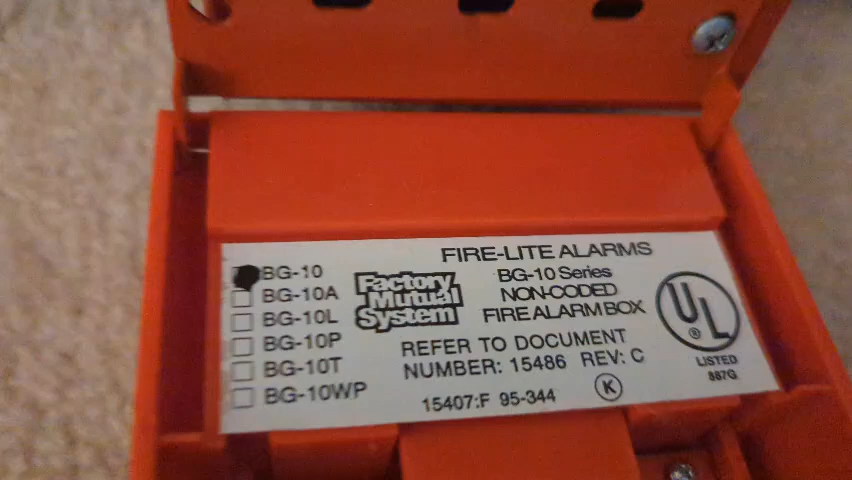 FIRE-LITE ALARMS
BG-10 Series
NON-CODED
FIRE ALARM BOX
BG-10
BG-10A
BG-10L
BG-10P
BG-10T
BG-10WP
Factory
Mutual
System
REFER TO DOCUMENT
NUMBER: 15486 REV: C
15407:F 95-344
K
UL
®
LISTED
887G